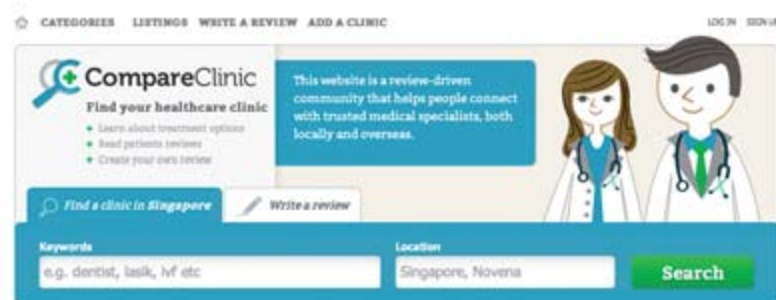 CATEGORIES LISTINGS WRITE A REVIEW ADD A CLINIC LOG IN
CompareClinic
Find your healthcare clinic
Learn about treatment options
Read patients reviews
Create your own review
This website is a review-driven
community that helps people connect
with trusted medical specialists, both
locally and overseas.
Find a clinic in Singapore
Write a review
Keywords
Location
e.g. dentist, lasik, ivf etc
Singapore, Novena
Search